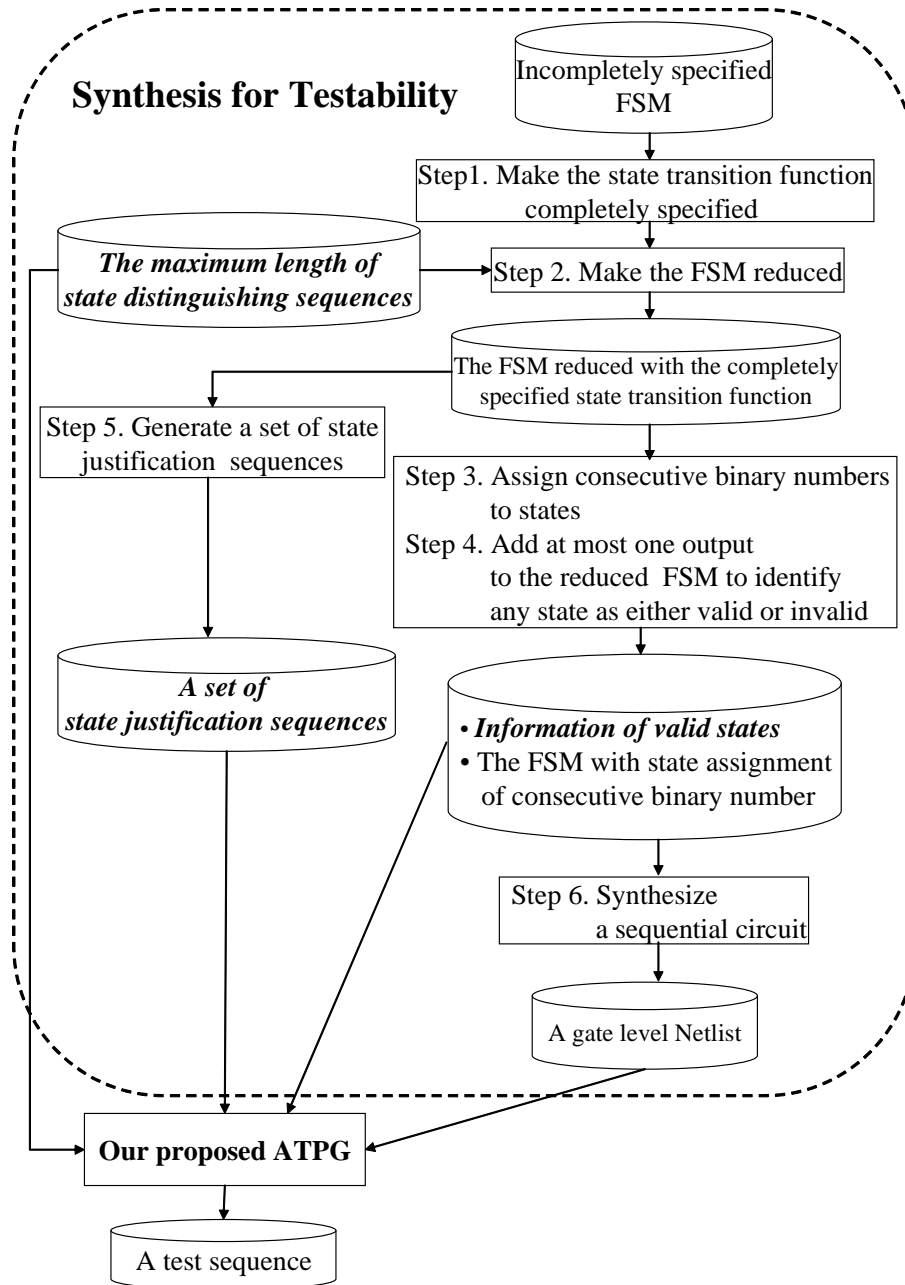 Incompletely specified
FSM
Synthesis for Testability
Step1. Make the state transition function
completely specified
The maximum length of
state distinguishing sequences
Step 2. Make the FSM reduced
The FSM reduced with the completely
specified state transition function
Step 5. Generate a set of state
justification sequences
Step 3. Assign consecutive binary numbers
to states
Step 4. Add at most one output
to the reduced FSM to identify
any state as either valid or invalid
A set of
state justification sequences
• Information of valid states
• The FSM with state assignment
of consecutive binary number
Step 6. Synthesize
a sequential circuit
A gate level Netlist
Our proposed ATPG
A test sequence